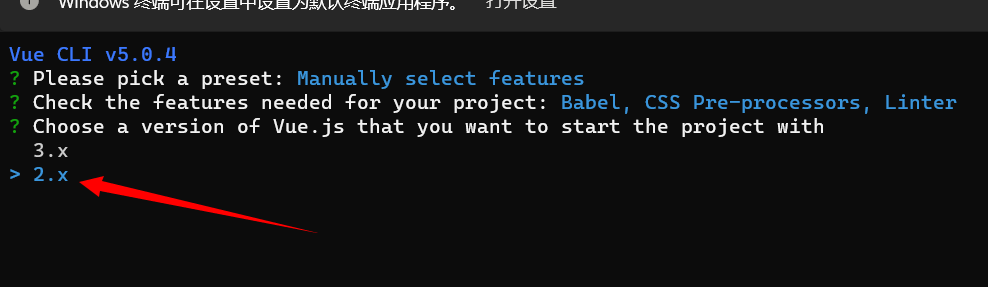 Windows 终端可在设置中设置为默认终端应用程序。 打开设置
Vue CLI v5.0.4
? Please pick a preset: Manually select features
? Check the features needed for your project: Babel, CSS Pre-processors, Linter
? Choose a version of Vue.js that you want to start the project with
3.x
> 2.x